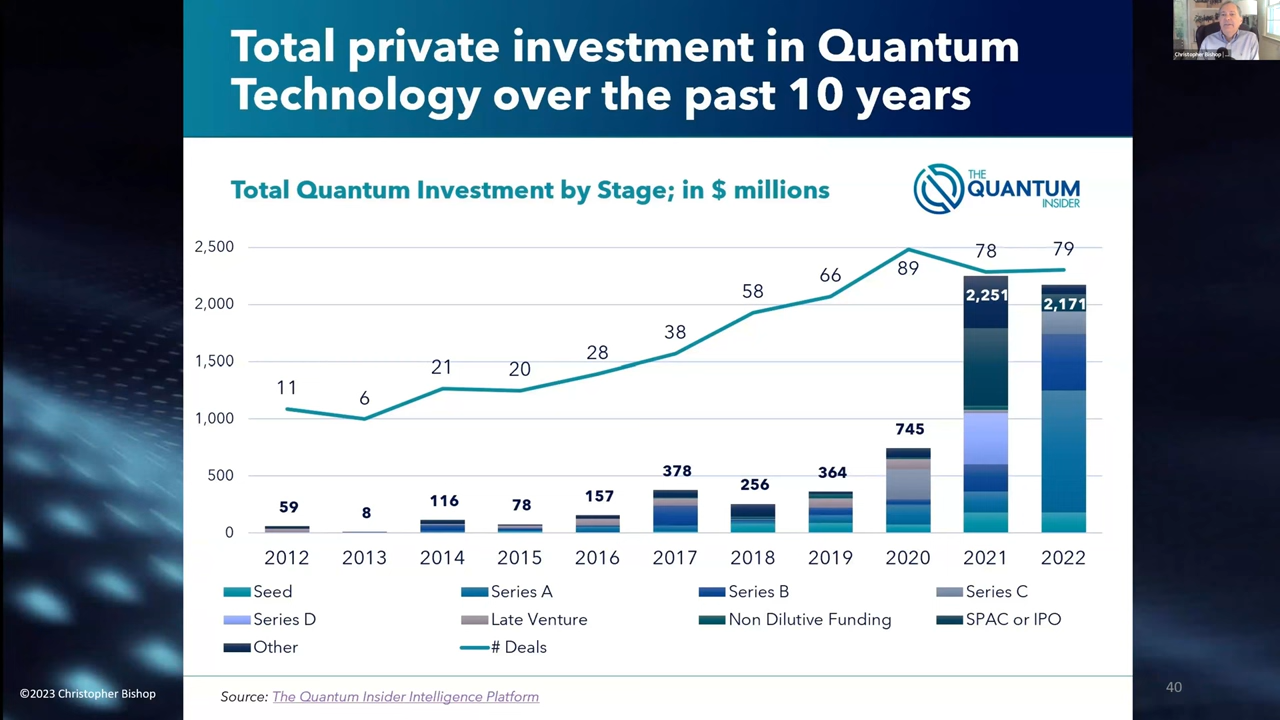 Total private investment in Quantum
Technology over the past 10 years
Christopher Bishop |
Total Quantum Investment by Stage; in $ millions
THE
QUANTUM
INSIDER
2,500
2,000
1,500
1,000
500
0
11
6
21
20
28
38
58
66
89
78
79
59
8
116
78
157
378
256
364
745
2,251
2,171
2012 2013 2014 2015 2016 2017 2018 2019 2020 2021 2022
Seed Series A Series B Series C
Series D Late Venture Non Dilutive Funding SPAC or IPO
Other # Deals
Source: The Quantum Insider Intelligence Platform
©2023 Christopher Bishop
40